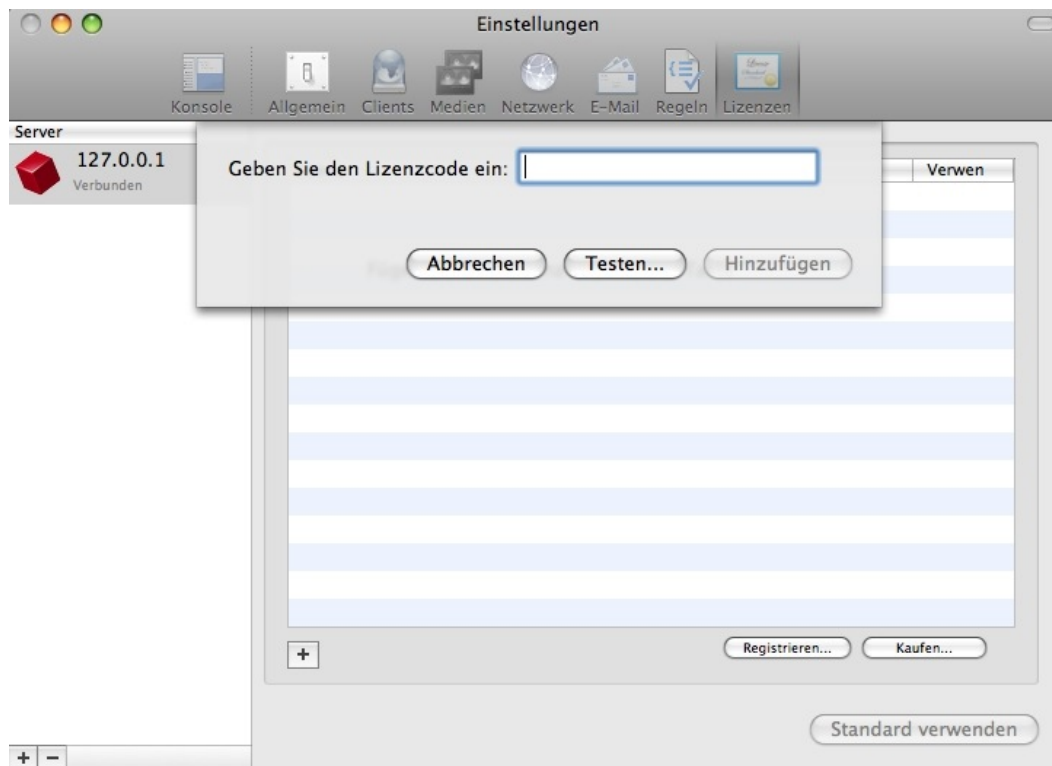 Einstellungen
Konsole Allgemein Clients Medien Netzwerk E-Mail Regeln Lizenzen
Server
127.0.0.1
Verbunden
Geben Sie den Lizenzcode ein:
Verwen
Abbrechen Testen... Hinzufügen
Registrieren... Kaufen...
Standard verwenden